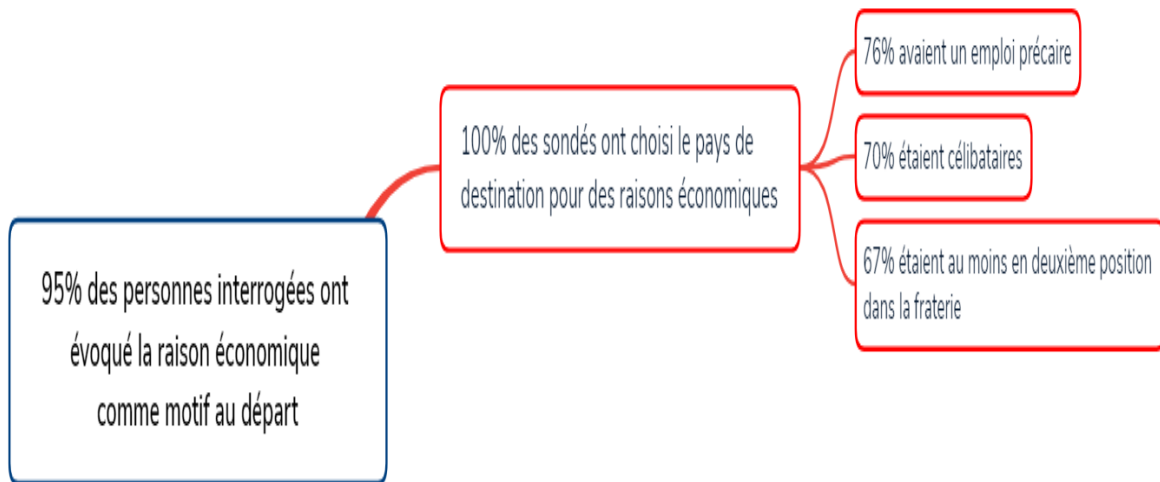 95% des personnes interrogées ont
évoqué la raison économique
comme motif au départ
100% des sondés ont choisi le pays de
destination pour des raisons économiques
76% avaient un emploi précaire
70% étaient célibataires
67% étaient au moins en deuxième position
dans la fraterie